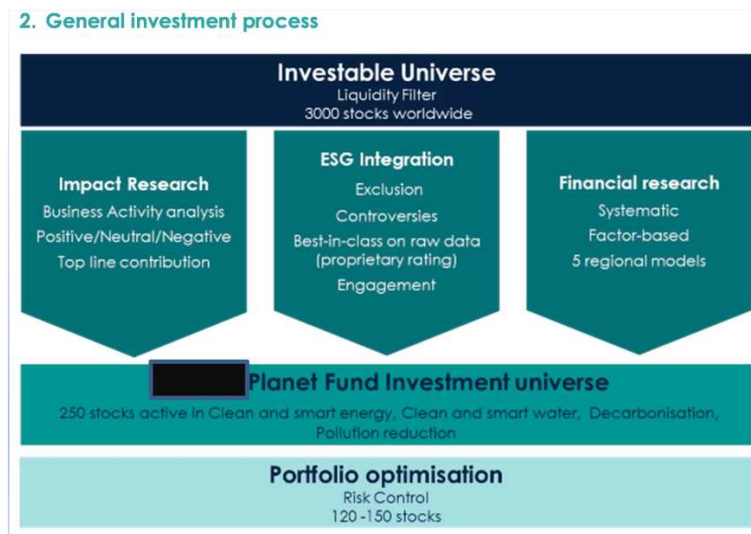 2. General investment process
Investable Universe
Liquidity Filter
3000 stocks worldwide
Impact Research
Business Activity analysis
Positive/Neutral/Negative
Top line contribution
ESG Integration
Exclusion
Controversies
Best-in-class on raw data
(proprietary rating)
Engagement
Financial research
Systematic
Factor-based
5 regional models
Planet Fund Investment universe
250 stocks active in Clean and smart energy, Clean and smart water, Decarbonisation,
Pollution reduction
Portfolio optimisation
Risk Control
120 -150 stocks